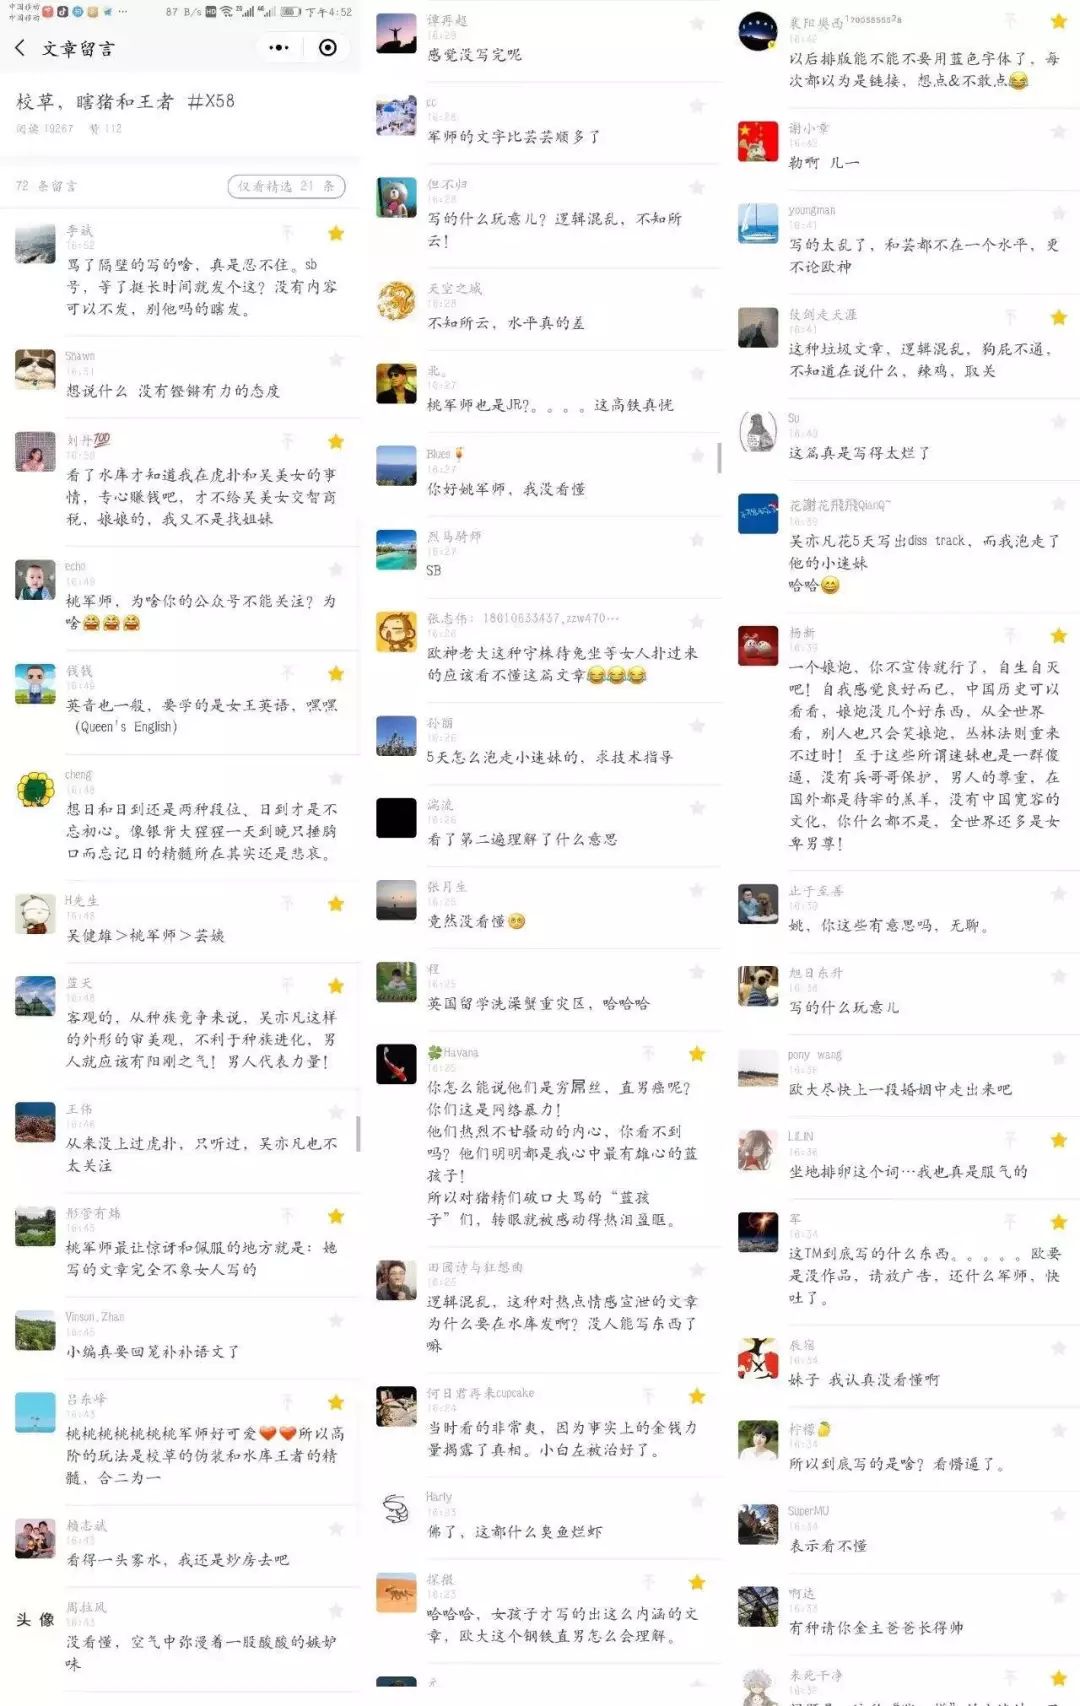 中国移动
中国移动
87 B/s
下午4:52
文章留言
校草，瞎猪和王者 #X58
阅读 19267 赞 112
72 条留言
仅看精选 21 条
李斌
16:52
骂了隔壁的写的啥，真是忍不住。sb
号，等了挺长时间就发个这？没有内容
可以不发，别他吗的瞎发。
Shawn
16:51
想说什么 没有铿锵有力的态度
刘丹💯
16:50
看了水库才知道我在虎扑和吴美女的事
情，专心赚钱吧，才不给吴美女交智商
税，娘娘的，我又不是找姐妹
echo
16:49
桃军师，为啥你的公众号不能关注？为
啥😂😂😂
钱钱
16:49
英音也一般，要学的是女王英语，嘿嘿
（Queen's English）
cheng
16:48
想日和日到还是两种段位、日到才是不
忘初心。像银背大猩猩一天到晚只捶胸
口而忘记日的精髓所在其实还是悲哀。
H先生
16:48
吴健雄＞桃军师＞芸姨
蓝天
16:48
客观的，从种族竞争来说，吴亦凡这样
的外形的审美观，不利于种族进化，男
人就应该有阳刚之气！男人代表力量！
王伟
16:46
从来没上过虎扑，只听过，吴亦凡也不
太关注
彤管有炜
16:45
桃军师最让惊讶和佩服的地方就是：她
写的文章完全不象女人写的
Vinson.Zhan
16:45
小编真要回笼补补语文了
吕东峰
16:43
桃桃桃桃桃桃桃军师好可爱❤❤所以高
阶的玩法是校草的伪装和水库王者的精
髓，合二为一
赖志斌
16:43
看得一头雾水，我还是炒房去吧
头像
周拉风
16:43
没看懂，空气中弥漫着一股酸酸的嫉妒
味
谭再超
16:29
感觉没写完呢
cc
16:28
军师的文字比芸芸顺多了
但不归
16:28
写的什么玩意儿？逻辑混乱，不知所
云！
天空之城
16:28
不知所云，水平真的差
北。
16:27
桃军师也是JR？。。。。这高铁真忧
Blues🍹
16:27
你好姚军师，我没看懂
烈马骑师
16:27
SB
张志伟：18610633437,zzw470…
16:26
欧神老大这种守株待兔坐等女人扑过来
的应该看不懂这篇文章😂😂😂
孙丽
16:26
5天怎么泡走小迷妹的，求技术指导
湍流
16:26
看了第二遍理解了什么意思
张月生
16:25
竟然没看懂😵
程
16:25
英国留学洗澡蟹重灾区，哈哈哈
🍀Havana
16:25
你怎么能说他们是穷屌丝，直男癌呢？
你们这是网络暴力！
他们热烈不甘骚动的内心，你看不到
吗？他们明明都是我心中最有雄心的蓝
孩子！
所以对猪精们破口大骂的“蓝孩
子”们，转眼就被感动得热泪盈眶。
田园诗与狂想曲
16:25
逻辑混乱，这种对热点情感宣泄的文章
为什么要在水库发啊？没人能写东西了
嘛
何日君再来cupcake
16:24
当时看的非常爽，因为事实上的金钱力
量揭露了真相。小白左被治好了。
Harly
16:23
佛了，这都什么臭鱼烂虾
探微
16:23
哈哈哈，女孩子才写的出这么内涵的文
章，欧大这个钢铁直男怎么会理解。
襄阳樊西
16:42
以后排版能不能不要用蓝色字体了，每
次都以为是链接，想点&不敢点😂
谢小幸
16:42
勒啊 儿一
youngman
16:41
写的太乱了，和芸都不在一个水平，更
不论欧神
仗剑走天涯
16:41
这种垃圾文章，逻辑混乱，狗屁不通，
不知道在说什么，辣鸡，取关
Su
16:40
这篇真是写得太烂了
花謝花飛飛QianQ~
16:39
吴亦凡花5天写出diss track，而我泡走了
他的小迷妹
哈哈😄
杨新
16:39
一个娘炮，你不宣传就行了，自生自灭
吧！自我感觉良好而已，中国历史可以
看看，娘炮没几个好东西，从全世界
看，别人也只会笑娘炮，丛林法则重来
不过时！至于这些所谓迷妹也是一群傻
逼，没有兵哥哥保护，男人的尊重，在
国外都是待宰的羔羊，没有中国宽容的
文化，你什么都不是，全世界还多是女
卑男尊！
止于至善
16:39
姚，你这些有意思吗，无聊。
旭日东升
16:38
写的什么玩意儿
pony wang
16:36
欧大尽快上一段婚姻中走出来吧
LILIN
16:36
坐地排卵这个词…我也真是服气的
军
16:34
这TM到底写的什么东西。。。。。欧要
是没作品，请放广告，还什么军师，快
吐了。
辰宿
16:34
妹子 我认真没看懂啊
柠檬🍋
16:34
所以到底写的是啥？看懵逼了。
SuperMU
16:34
表示看不懂
啊达
16:33
有种请你金主爸爸长得帅
未死干净
16:32